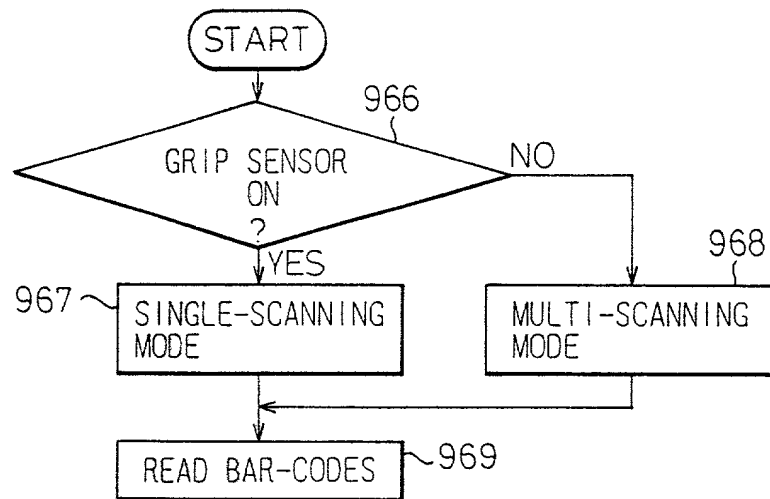 START
966
GRIP SENSOR
ON
?
NO
YES
967
SINGLE-SCANNING
MODE
968
MULTI-SCANNING
MODE
READ BAR-CODES
969